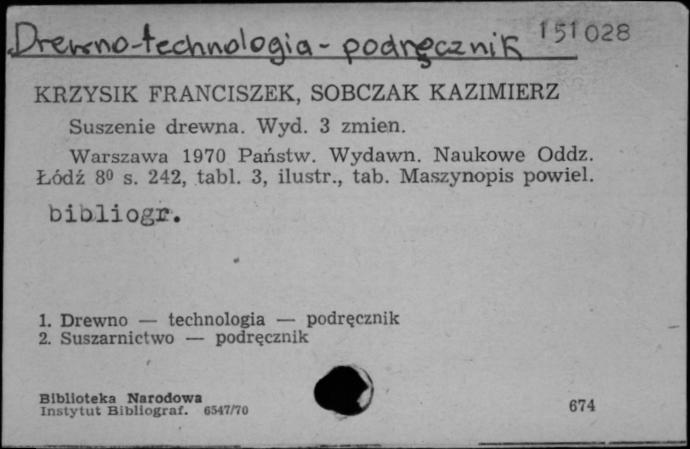 Drewno-technologia - podręcznik 151028
KRZYSIK FRANCISZEK, SOBCZAK KAZIMIERZ
Suszenie drewna. Wyd. 3 zmien.
Warszawa 1970 Państw. Wydawn. Naukowe Oddz.
Łódź 8⁰ s. 242, tabl. 3, ilustr., tab. Maszynopis powiel.
bibliogr.
1. Drewno — technologia — podręcznik
2. Suszarnictwo — podręcznik
Biblioteka Narodowa
Instytut Bibliograf. 6547/70 674